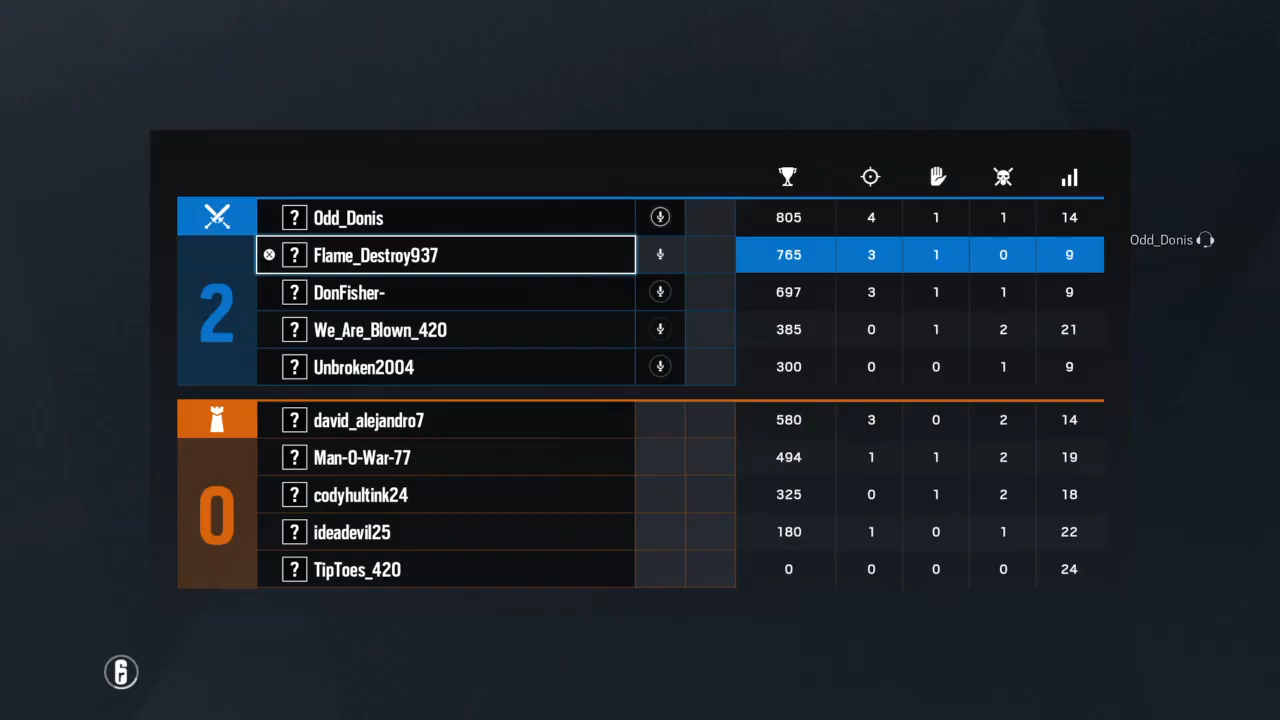 ? Odd_Donis 805 4 1 1 14
Odd_Donis
? Flame_Destroy937 765 3 1 0 9
2
? DonFisher- 697 3 1 1 9
? We_Are_Blown_420 385 0 1 2 21
? Unbroken2004 300 0 0 1 9
? david_alejandro7 580 3 0 2 14
? Man-O-War-77 494 1 1 2 19
? codyhultink24 325 0 1 2 18
0
? ideadevil25 180 1 0 1 22
? TipToes_420 0 0 0 0 24
6